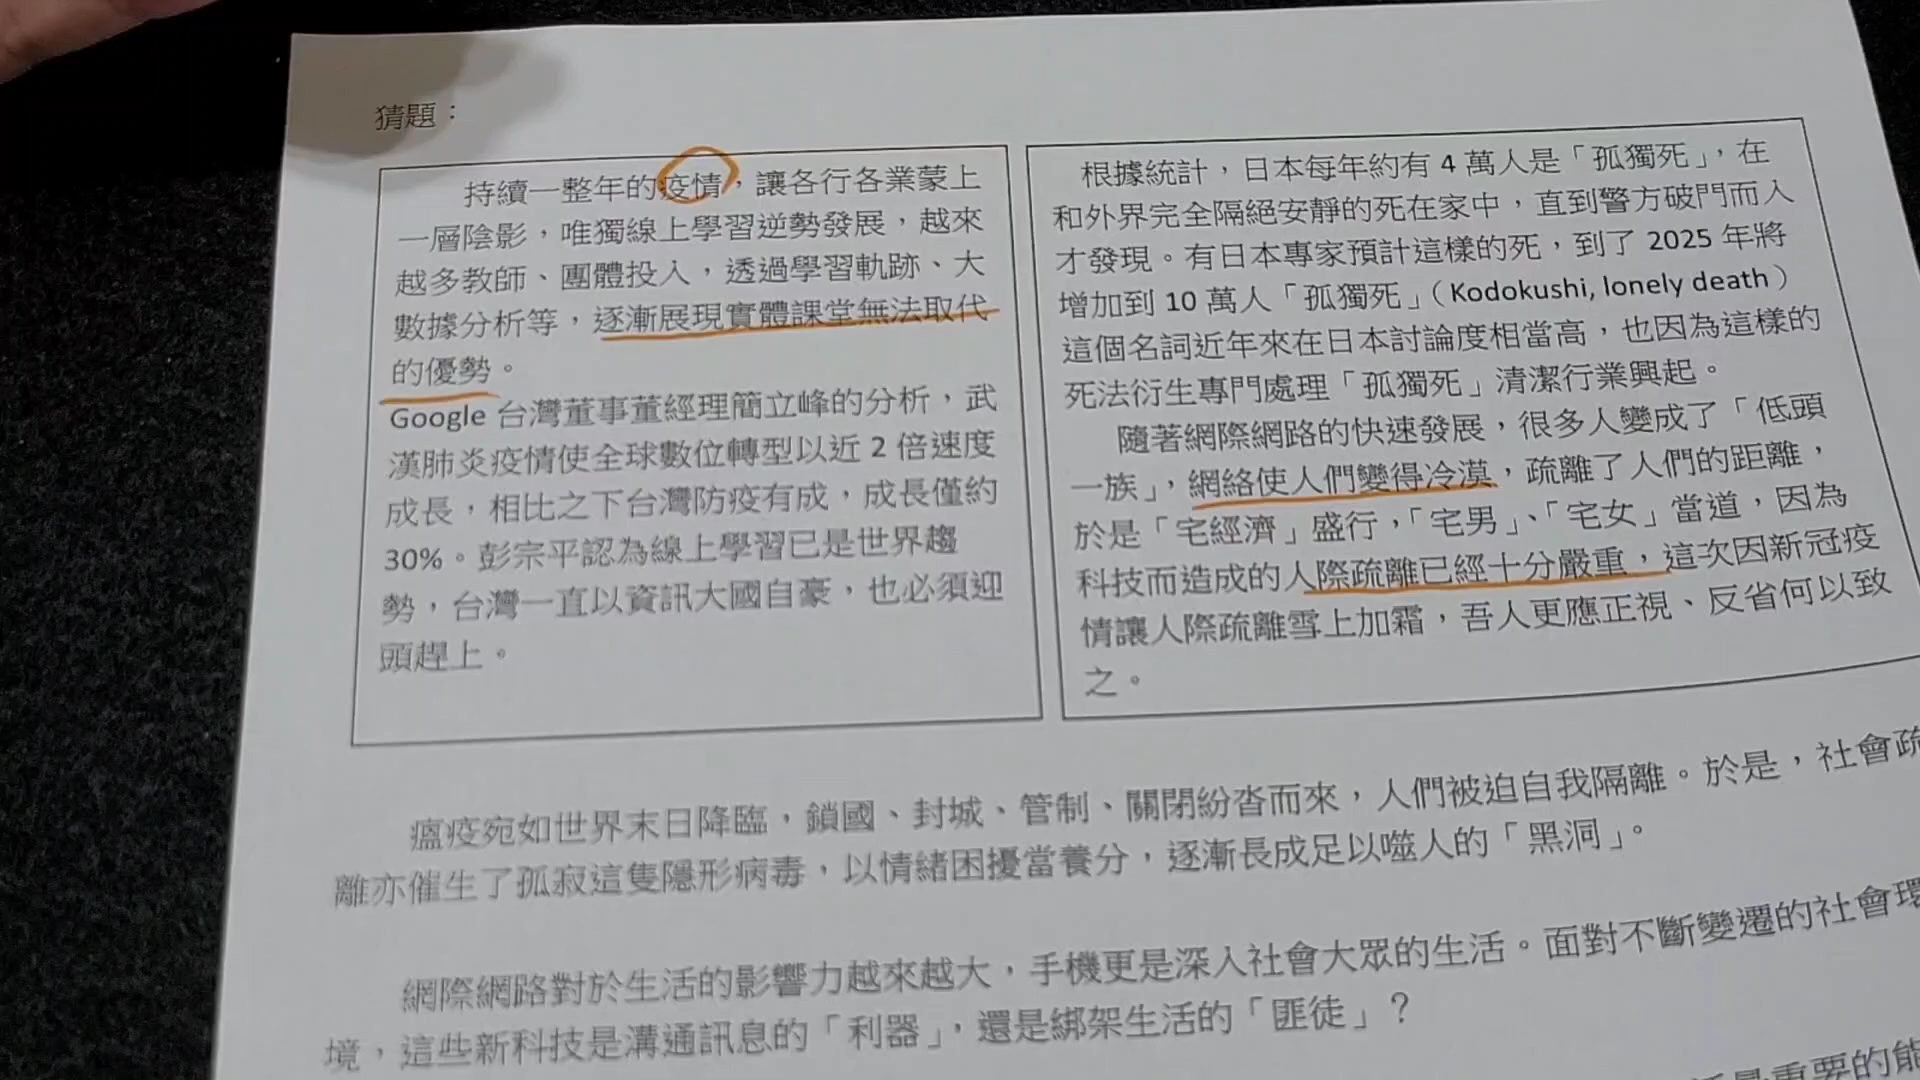 猜題：
持續一整年的疫情，讓各行各業蒙上
一層陰影，唯獨線上學習逆勢發展，越來
越多教師、團體投入，透過學習軌跡、大
數據分析等，逐漸展現實體課堂無法取代
的優勢。
Google 台灣董事董經理簡立峰的分析，武
漢肺炎疫情使全球數位轉型以近 2 倍速度
成長，相比之下台灣防疫有成，成長僅約
30%。彭宗平認為線上學習已是世界趨
勢，台灣一直以資訊大國自豪，也必須迎
頭趕上。
根據統計，日本每年約有 4 萬人是「孤獨死」，在
和外界完全隔絕安靜的死在家中，直到警方破門而入
才發現。有日本專家預計這樣的死，到了 2025 年將
增加到 10 萬人「孤獨死」（Kodokushi, lonely death）
這個名詞近年來在日本討論度相當高，也因為這樣的
死法衍生專門處理「孤獨死」清潔行業興起。
隨著網際網路的快速發展，很多人變成了「低頭
一族」，網絡使人們變得冷漠，疏離了人們的距離，
於是「宅經濟」盛行，「宅男」、「宅女」當道，因為
科技而造成的人際疏離已經十分嚴重，這次因新冠疫
情讓人際疏離雪上加霜，吾人更應正視、反省何以致
之。
瘟疫宛如世界末日降臨，鎖國、封城、管制、關閉紛沓而來，人們被迫自我隔離。於是，社會疏
離亦催生了孤寂這隻隱形病毒，以情緒困擾當養分，逐漸長成足以噬人的「黑洞」。
網際網路對於生活的影響力越來越大，手機更是深入社會大眾的生活。面對不斷變遷的社會環
境，這些新科技是溝通訊息的「利器」，還是綁架生活的「匪徒」？
是重要的能